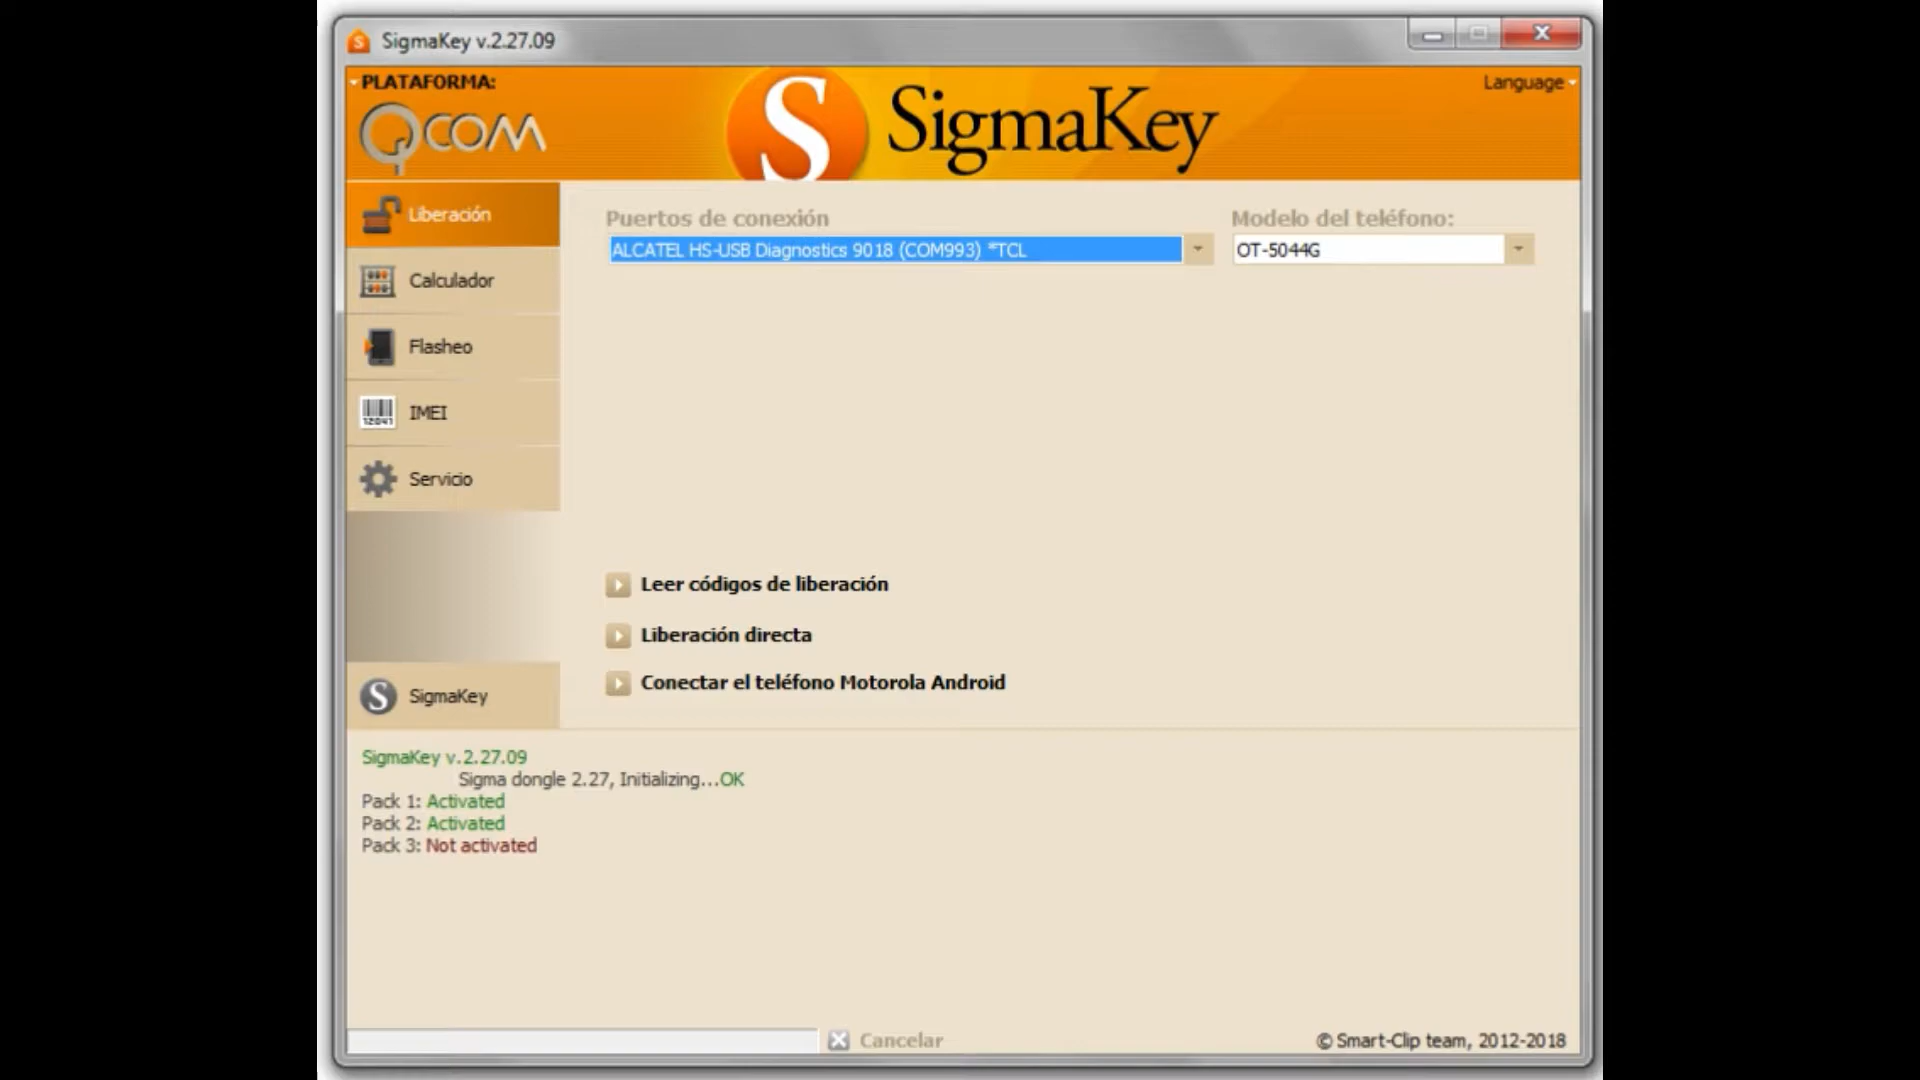 SigmaKey v.2.27.09
PLATAFORMA:
QCOM
S SigmaKey
Language
Liberación
Calculador
Flasheo
12041
IMEI
Servicio
S SigmaKey
Puertos de conexión
ALCATEL HS-USB Diagnostics 9018 (COM993) *TCL
Modelo del teléfono:
OT-5044G
Leer códigos de liberación
Liberación directa
Conectar el teléfono Motorola Android
SigmaKey v.2.27.09
Sigma dongle 2.27, Initializing...OK
Pack 1: Activated
Pack 2: Activated
Pack 3: Not activated
Cancelar
© Smart-Clip team, 2012-2018